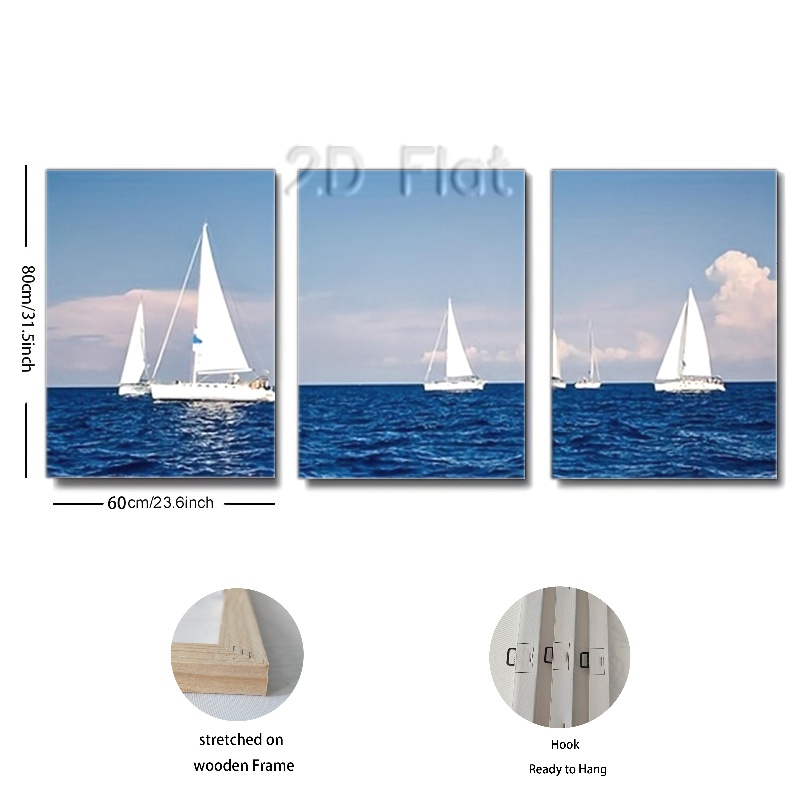 2D Flat
80cm/31.5inch
60cm/23.6inch
stretched on
wooden Frame
Hook
Ready to Hang